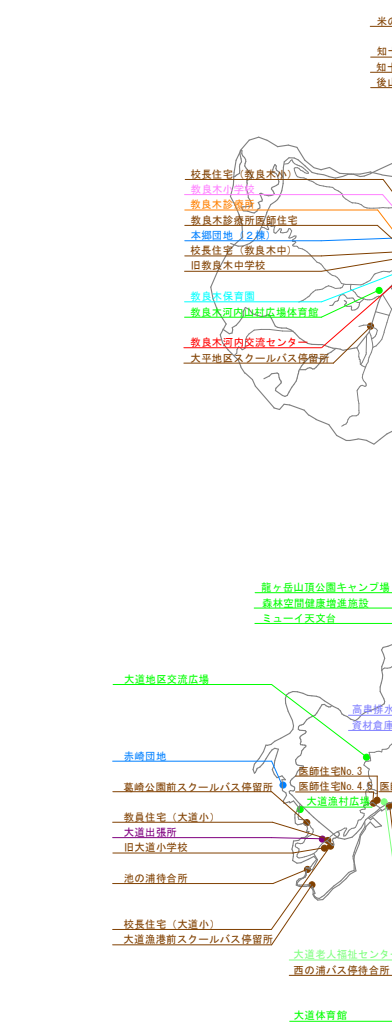 校長住宅（教良木小）
教良木小学校
教良木診療所
教良木診療所医師住宅
本郷団地（２棟）
校長住宅（教良木中）
旧教良木中学校
教良木保育園
教良木河内山村広場体育館
教良木河内交流センター
大平地区スクールバス停留所
龍ヶ岳山頂公園キャンプ場
森林空間健康増進施設
ミューイ天文台
大道地区交流広場
高串排水
資材倉庫
赤崎団地
医師住宅No.3
葛崎公園前スクールバス停留所
医師住宅No.4.5
大道漁村広場
教員住宅（大道小）
大道出張所
旧大道小学校
池の浦待合所
校長住宅（大道小）
大道漁港前スクールバス停留所
大道老人福祉センター
西の浦バス停待合所
大道体育館